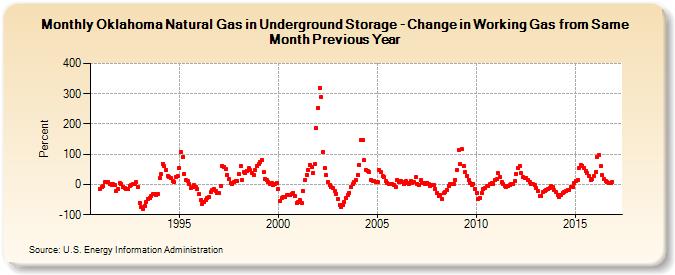 Monthly Oklahoma Natural Gas in Underground Storage - Change in Working Gas from Same
Month Previous Year
Percent
400
300
200
100
0
-100
1995
2000
2005
2010
2015
Source: U.S. Energy Information Administration